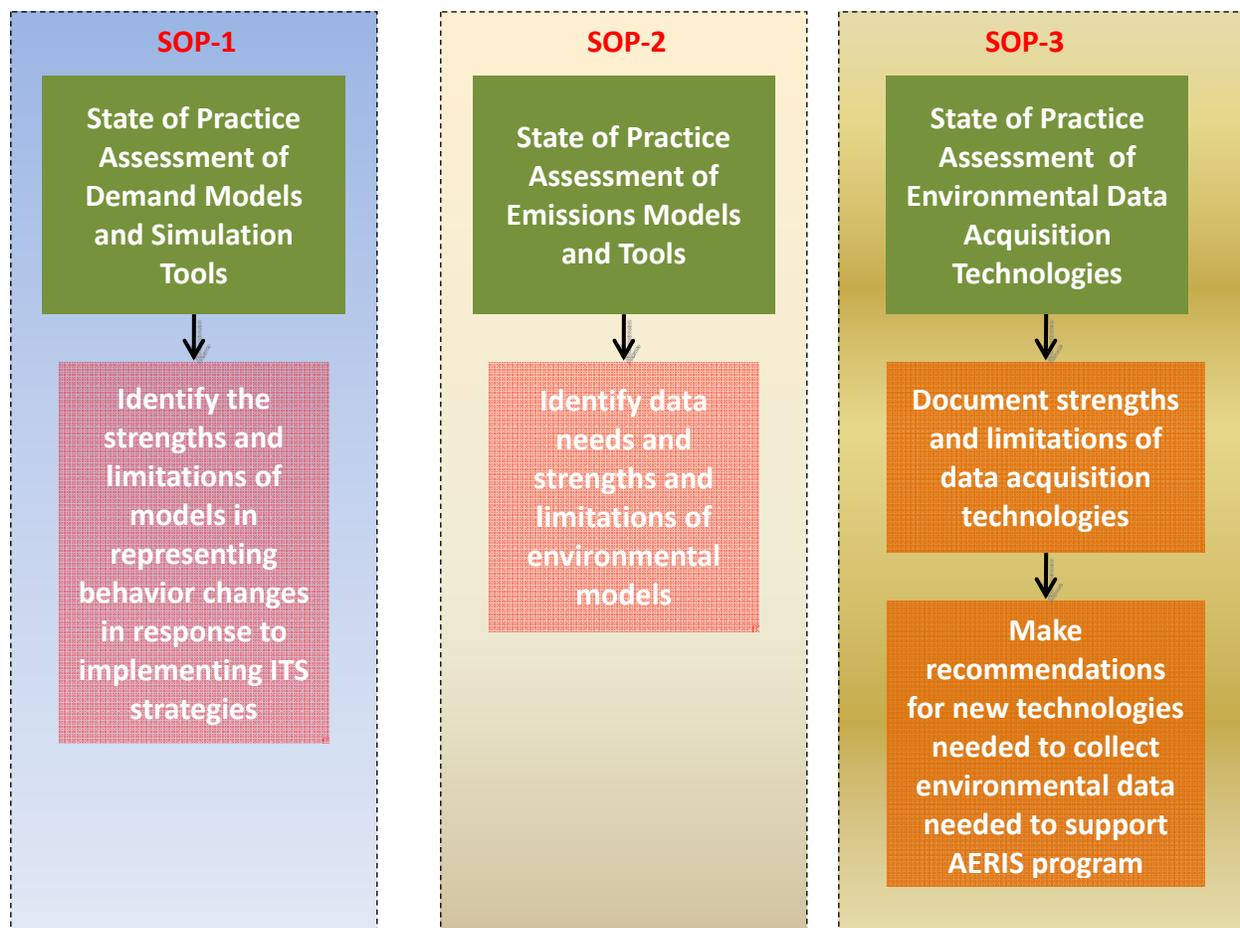 SOP-1
State of Practice
Assessment of
Demand Models
and Simulation
Tools
Identify the
strengths and
limitations of
models in
representing
behavior changes
in response to
implementing ITS
strategies
SOP-2
State of Practice
Assessment of
Emissions Models
and Tools
Identify data
needs and
strengths and
limitations of
environmental
models
SOP-3
State of Practice
Assessment of
Environmental Data
Acquisition
Technologies
Document strengths
and limitations of
data acquisition
technologies
Make
recommendations
for new technologies
needed to collect
environmental data
needed to support
AERIS program